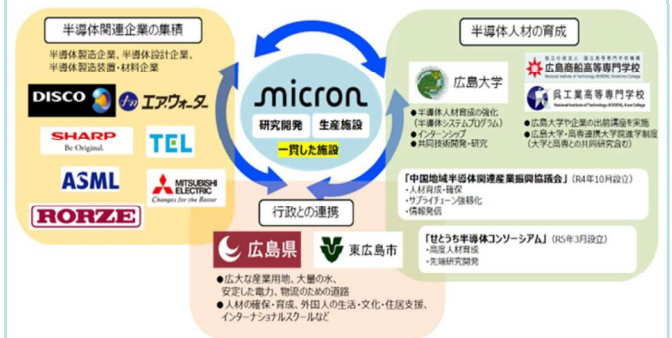 半導体関連企業の集積
半導体製造企業、半導体設計企業、
半導体製造装置・材料企業
DISCO
エア・ウォーター
SHARP
Be Original.
TEL
ASML
MITSUBISHI
ELECTRIC
Changes for the Better
RORZE
micron
研究開発
生産施設
一貫した施設
行政との連携
広島県
東広島市
●広大な産業用地、大量の水、
安定した電力、物流のための道路
●人材の確保・育成、外国人の生活・文化・住居支援、
インターナショナルスクールなど
半導体人材の育成
広島大学
●半導体人材育成の強化
(半導体システムプログラム)
●インターンシップ
●共同技術開発・研究
広島商船高等専門学校
呉工業高等専門学校
●広島大学や企業の出前講座を実施
●広島大学・高専連携大学院進学制度
(大学と高専との共同研究含む)
「中国地域半導体関連産業振興協議会」(R4年10月設立)
・人材育成・確保
・サプライチェーン強靱化
・情報発信
「せとうち半導体コンソーシアム」(R5年3月設立)
・高度人材育成
・先端研究開発